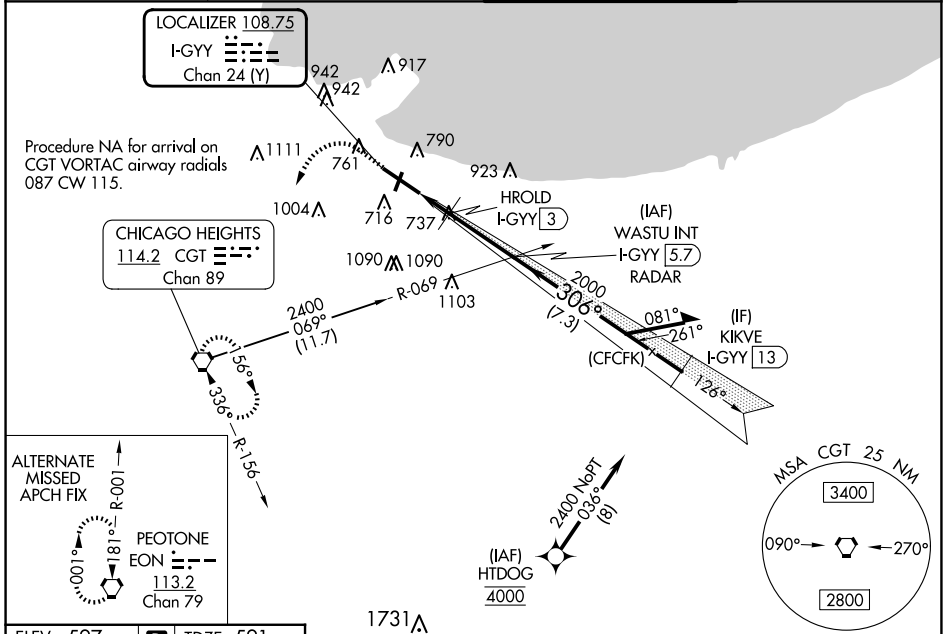 LOCALIZER 108.75
I-GYY
Chan 24 (Y)
942
942
917
Procedure NA for arrival on
CGT VORTAC airway radials
087 CW 115.
1111
761
790
923
HROLD
I-GYY 3
1004
716
737
(IAF)
WASTU INT
I-GYY 5.7
RADAR
CHICAGO HEIGHTS
114.2 CGT
Chan 89
1090
1090
1103
R-069
2400
069°
(11.7)
2000
306°
(7.3)
081°
261°
(IF)
KIKVE
I-GYY 13
(CFCFK)
126°
156°
336°
R-156
ALTERNATE
MISSED
APCH FIX
R-001
181°
001°
PEOTONE
EON
113.2
Chan 79
2400 NoPT
036°
(8)
(IAF)
HTDOG
4000
MSA CGT 25 NM
3400
090°
270°
2800
1731